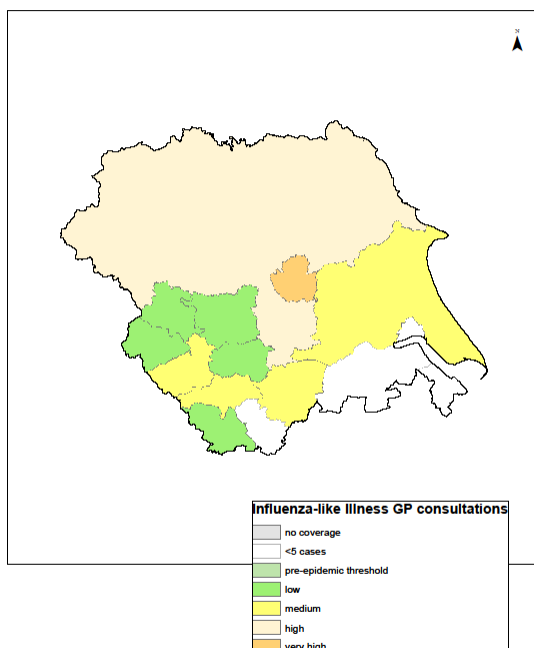 N
Influenza-like Illness GP consultations
no coverage
<5 cases
pre-epidemic threshold
low
medium
high
very high